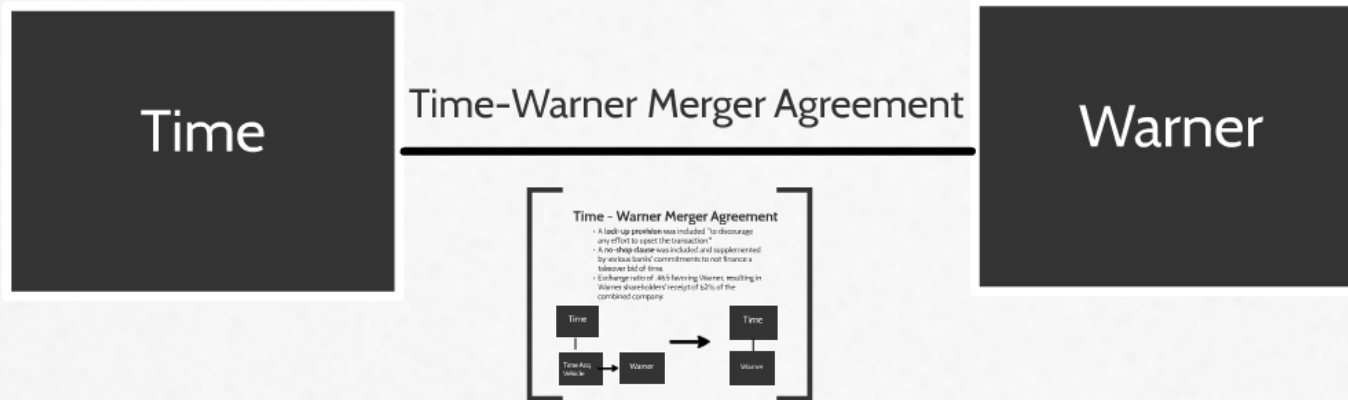 Time
Time-Warner Merger Agreement
Warner
Time - Warner Merger Agreement
• A lock-up provision was included "to discourage
any effort to upset the transaction."
• A no-shop clause was included and supplemented
by various banks' commitments to not finance a
takeover bid of time.
• Exchange ratio of .465 favoring Warner, resulting in
Warner shareholders' receipt of 62% of the
combined company.
Time
Time
Time Acq.
Vehicle
Warner
Warner